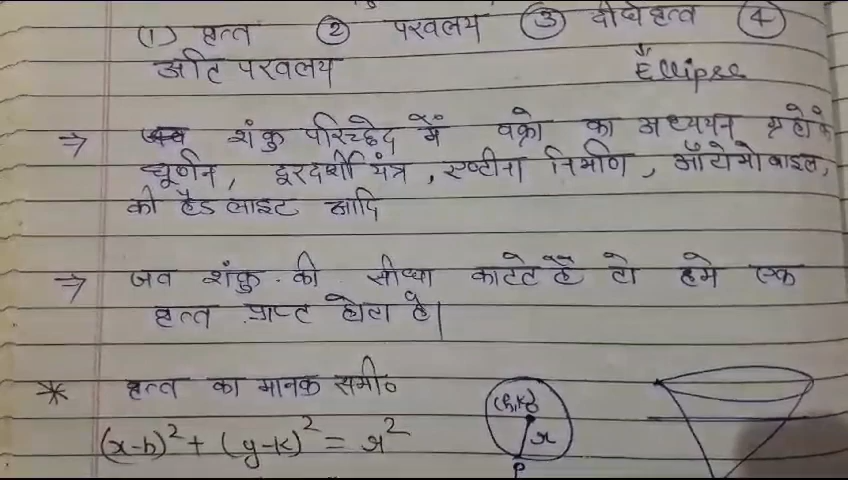 (1) वृत्त (2) परवलय (3) दीर्घवृत्त (4)
अति परवलय Ellipse
⇒ शंकु परिच्छेद में वक्रो का अध्ययन ग्रहो के
घूर्णन, दूरदर्शी यंत्र, एण्टीना निर्माण, ऑटोमोबाइल,
की हैड लाइट आदि
⇒ जब शंकु को सीधा काटते हैं तो हमे एक
वृत्त प्राप्त होता है।
* वृत्त का मानक समी०
(h,k)
(x-h)² + (y-k)² = r² r
P